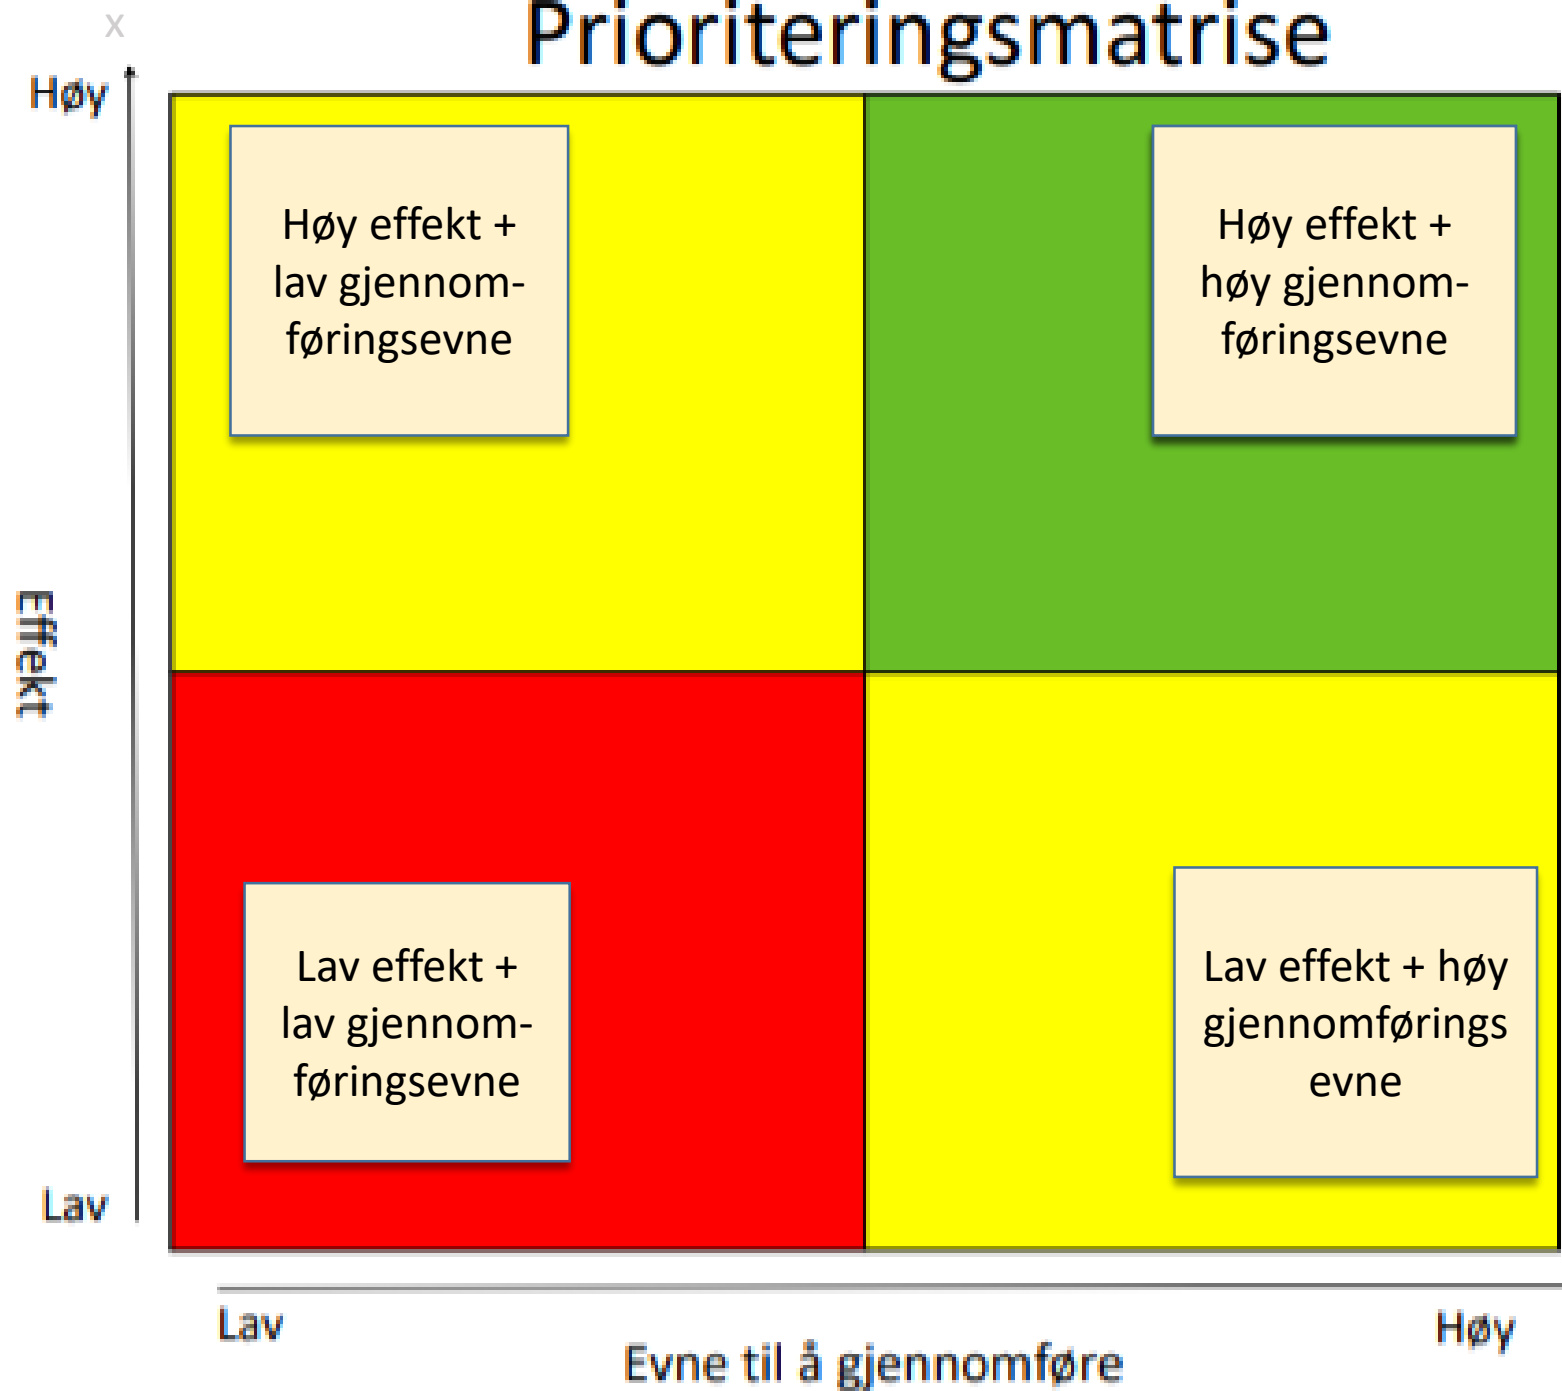 Prioriteringsmatrise
x
Høy
Høy effekt +
lav gjennom-
føringsevne
Høy effekt +
høy gjennom-
føringsevne
Effekt
Lav effekt +
lav gjennom-
føringsevne
Lav effekt + høy
gjennomførings
evne
Lav
Lav
Høy
Evne til å gjennomføre